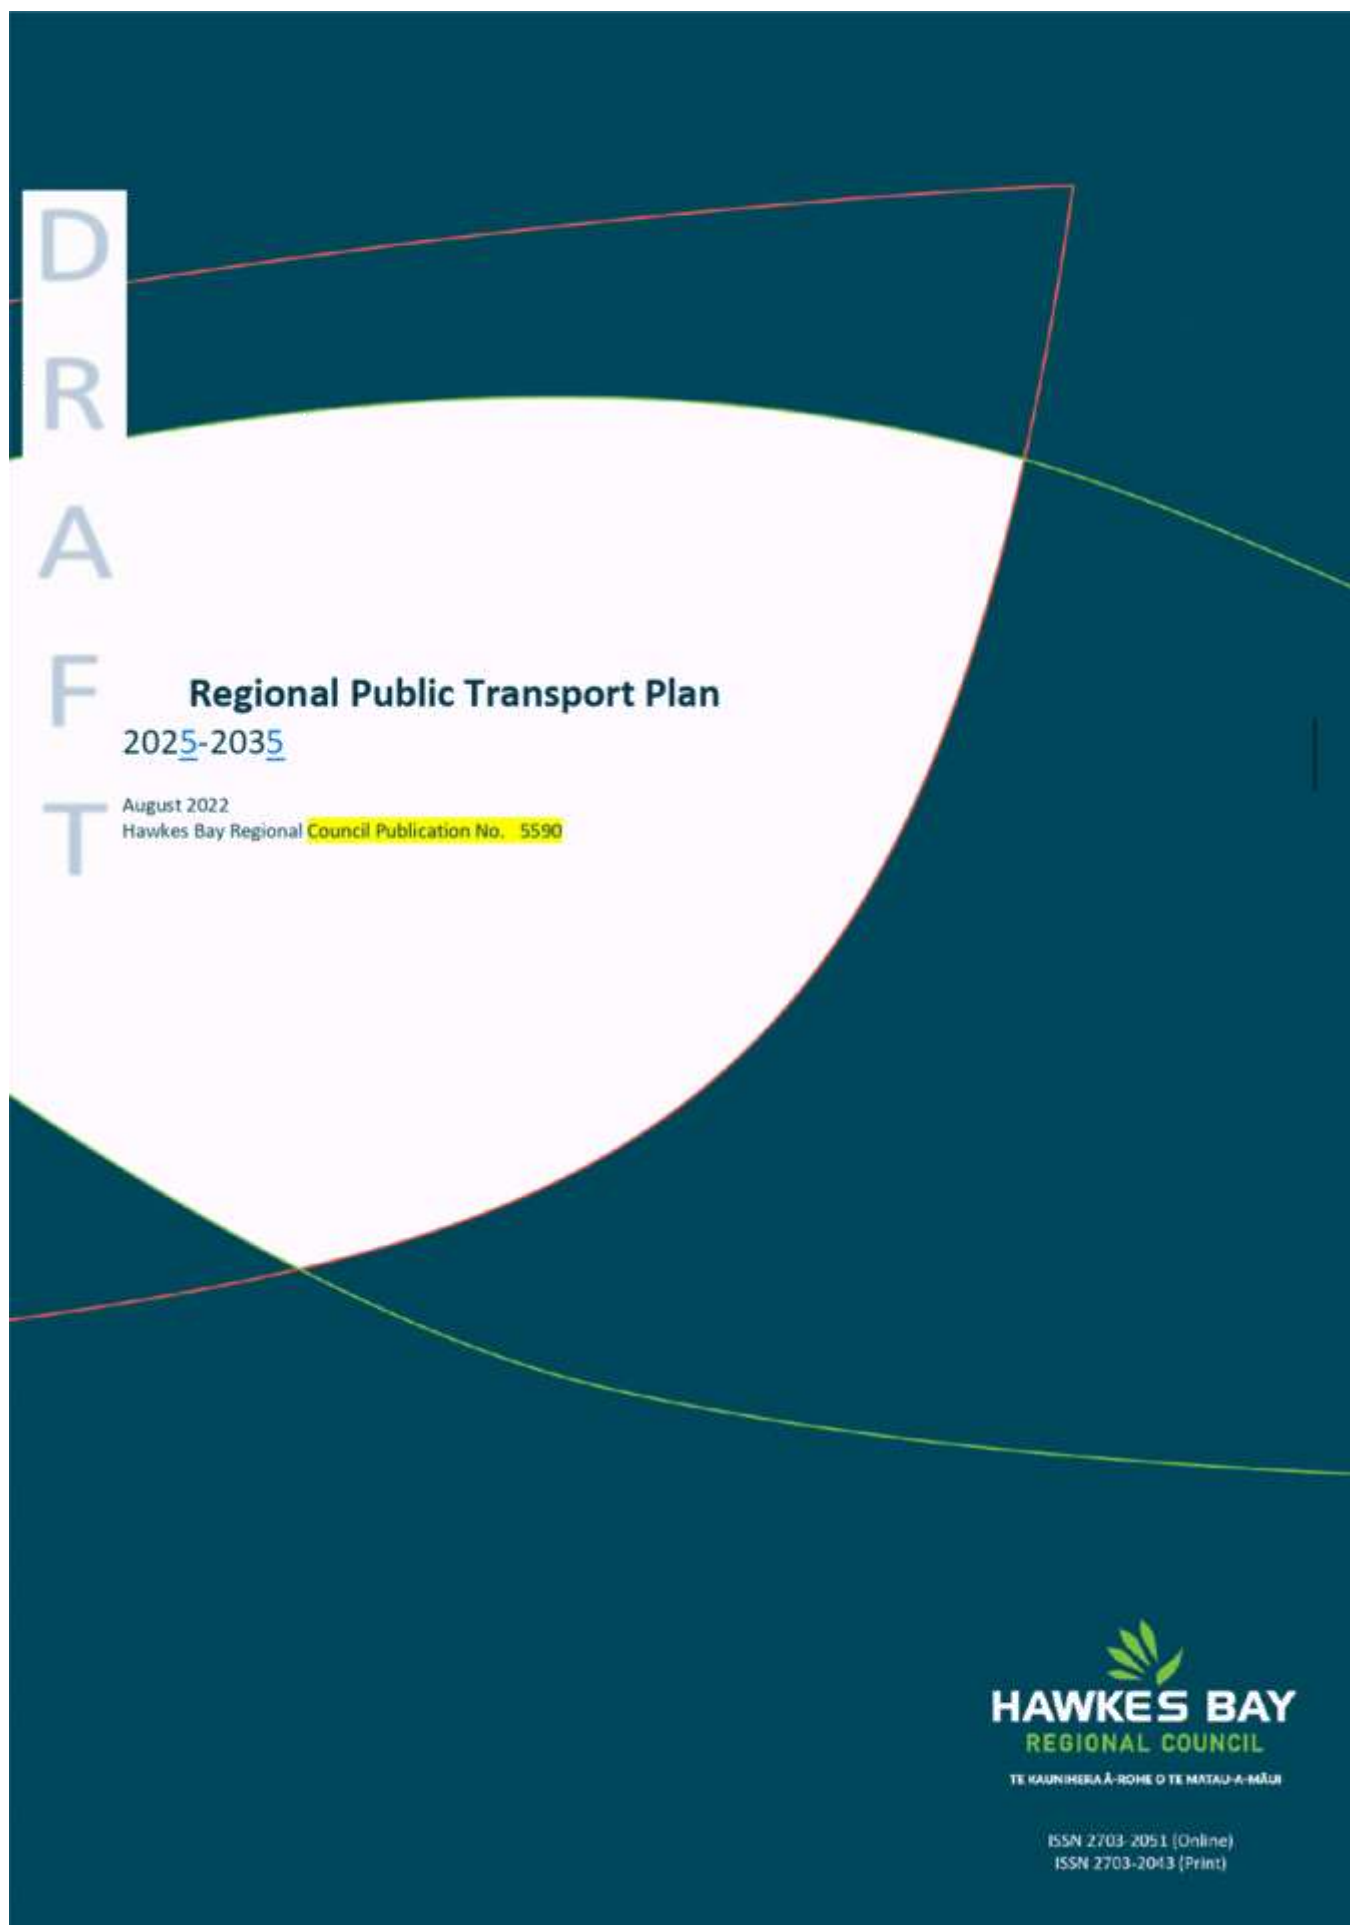 D
R
A
F
T
Regional Public Transport Plan
2025-2035
August 2022
Hawkes Bay Regional Council Publication No. 5590
HAWKES BAY
REGIONAL COUNCIL
TE KAUNIHERA Ā-ROHE O TE MATAU-A-MĀUI
ISSN 2703-2051 (Online)
ISSN 2703-2043 (Print)